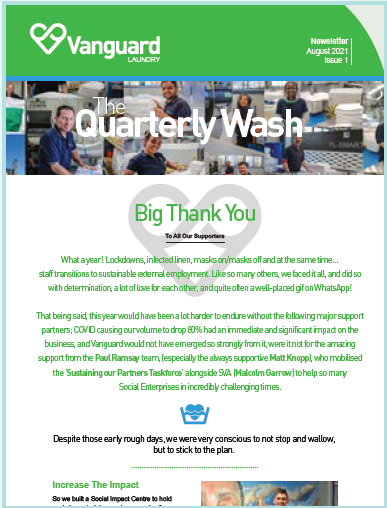 Vanguard
LAUNDRY
Newsletter
August 2021
Issue 1
The
Quarterly Wash
Big Thank You
To All Our Supporters
What a year! Lockdowns, infected linen, masks on/masks off and at the same time...
staff transitions to sustainable external employment. Like so many others, we faced it all, and did so
with determination, a lot of love for each other, and quite often a well-placed gif on WhatsApp!
That being said, this year would have been a lot harder to endure without the following major support
partners; COVID causing our volume to drop 80% had an immediate and significant impact on the
business, and Vanguard would not have emerged so strongly from it, were it not for the amazing
support from the Paul Ramsay team, (especially the always supportive Matt Knopp), who mobilised
the 'Sustaining our Partners Taskforce' alongside SVA (Malcolm Garrow) to help so many
Social Enterprises in incredibly challenging times.
Despite those early rough days, we were very conscious to not stop and wallow,
but to stick to the plan.
Increase The Impact
So we built a Social Impact Centre to hold